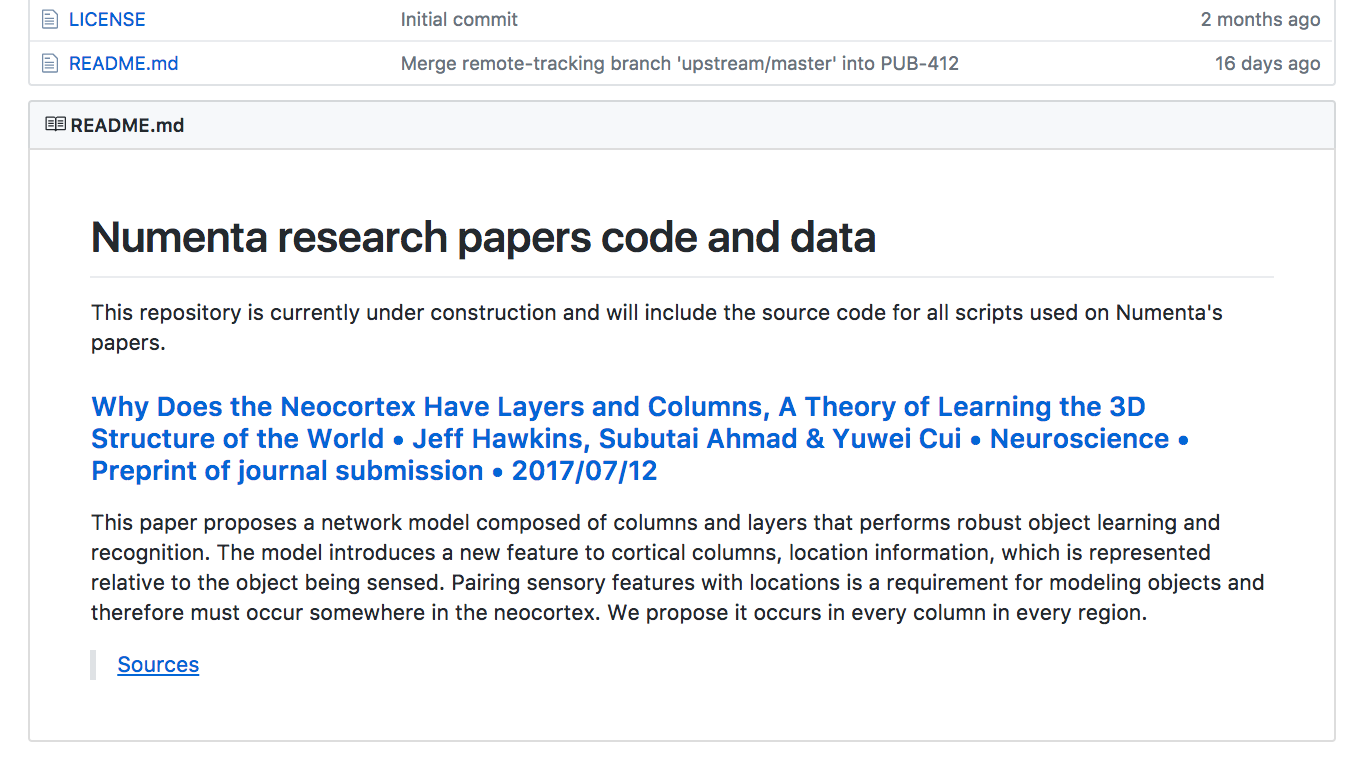 LICENSE Initial commit 2 months ago
README.md Merge remote-tracking branch 'upstream/master' into PUB-412 16 days ago
README.md
Numenta research papers code and data
This repository is currently under construction and will include the source code for all scripts used on Numenta's
papers.
Why Does the Neocortex Have Layers and Columns, A Theory of Learning the 3D
Structure of the World • Jeff Hawkins, Subutai Ahmad & Yuwei Cui • Neuroscience •
Preprint of journal submission • 2017/07/12
This paper proposes a network model composed of columns and layers that performs robust object learning and
recognition. The model introduces a new feature to cortical columns, location information, which is represented
relative to the object being sensed. Pairing sensory features with locations is a requirement for modeling objects and
therefore must occur somewhere in the neocortex. We propose it occurs in every column in every region.
Sources